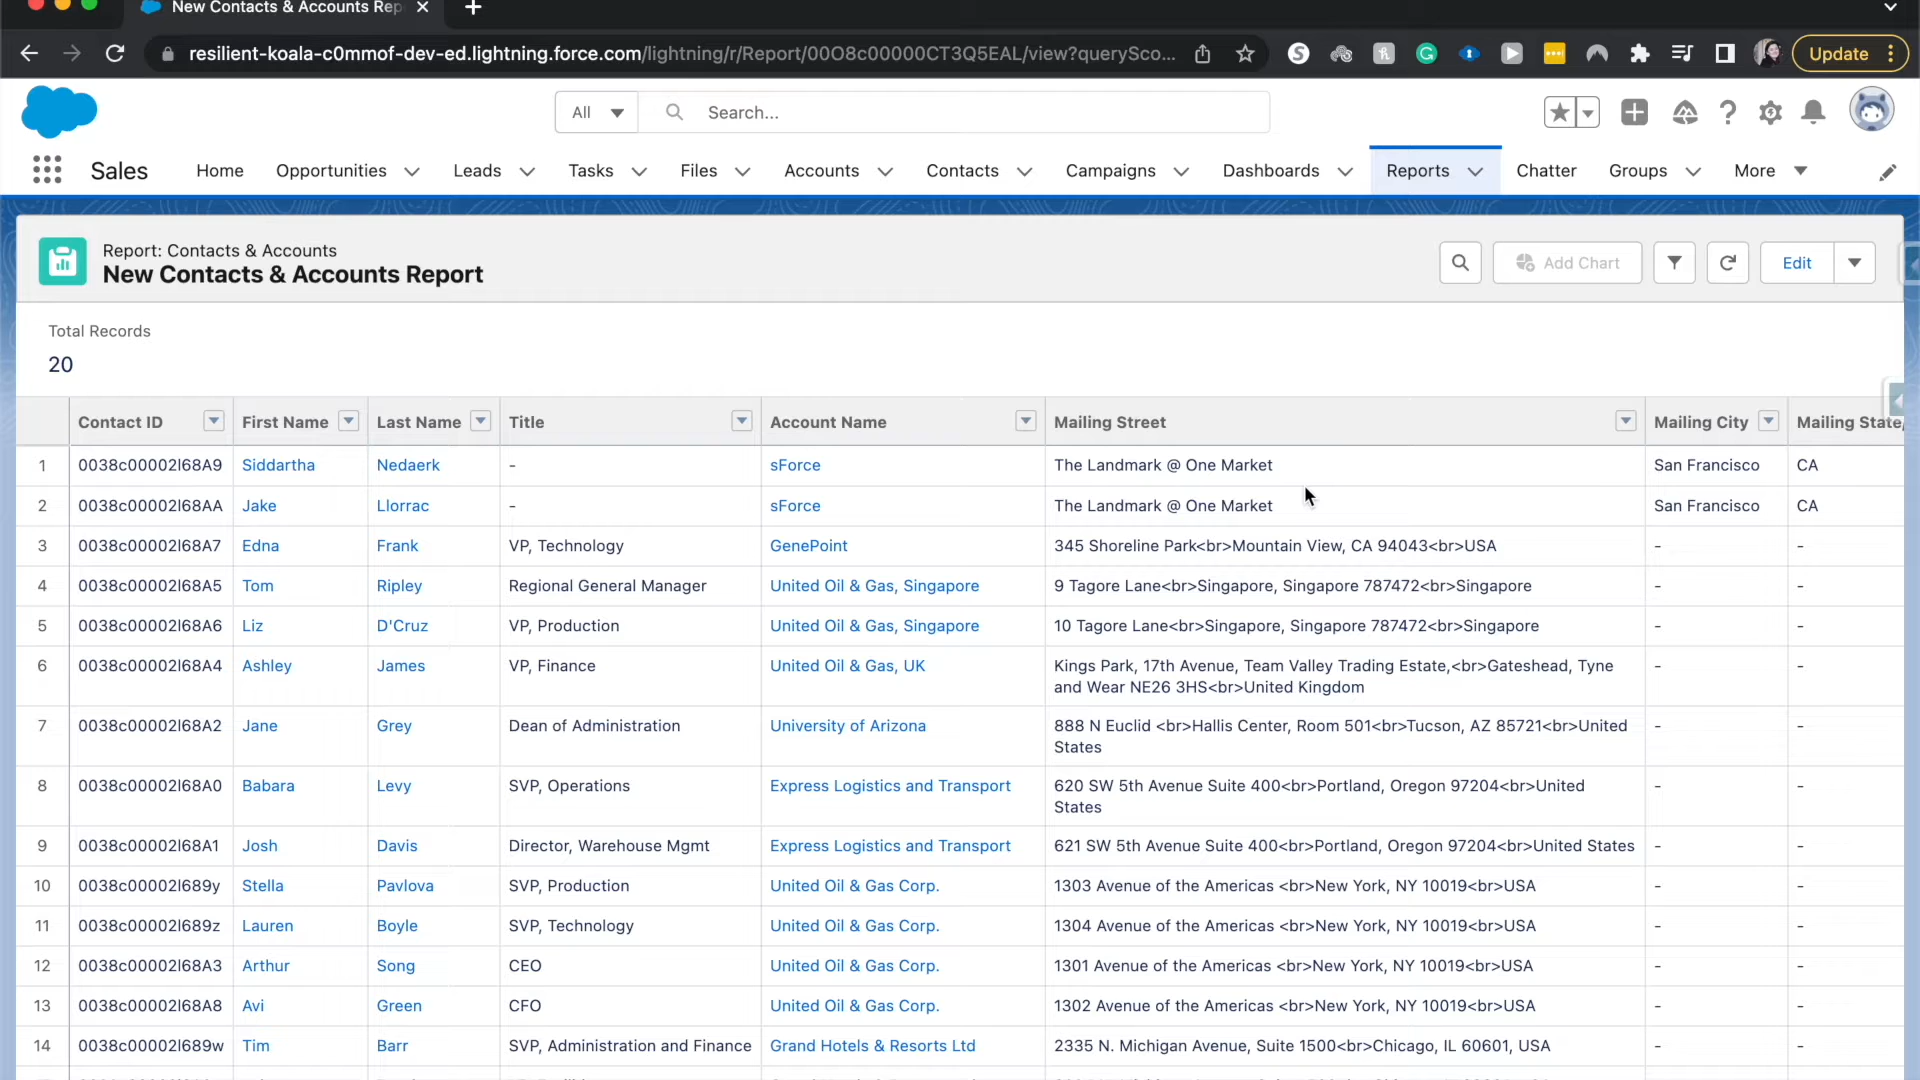 New Contacts & Accounts Rep
resilient-koala-c0mmof-dev-ed.lightning.force.com/lightning/r/Report/00O8c00000CT3Q5EAL/view?querySco...
Update
All
Search...
Sales
Home
Opportunities
Leads
Tasks
Files
Accounts
Contacts
Campaigns
Dashboards
Reports
Chatter
Groups
More
Report: Contacts & Accounts
New Contacts & Accounts Report
Add Chart
Edit
Total Records
20
Contact ID First Name Last Name Title Account Name Mailing Street Mailing City Mailing State/
1 0038c00002I68A9 Siddartha Nedaerk - sForce The Landmark @ One Market San Francisco CA
2 0038c00002I68AA Jake Llorrac - sForce The Landmark @ One Market San Francisco CA
3 0038c00002I68A7 Edna Frank VP, Technology GenePoint 345 Shoreline Park<br>Mountain View, CA 94043<br>USA - -
4 0038c00002I68A5 Tom Ripley Regional General Manager United Oil & Gas, Singapore 9 Tagore Lane<br>Singapore, Singapore 787472<br>Singapore - -
5 0038c00002I68A6 Liz D'Cruz VP, Production United Oil & Gas, Singapore 10 Tagore Lane<br>Singapore, Singapore 787472<br>Singapore - -
6 0038c00002I68A4 Ashley James VP, Finance United Oil & Gas, UK Kings Park, 17th Avenue, Team Valley Trading Estate,<br>Gateshead, Tyne - -
and Wear NE26 3HS<br>United Kingdom
7 0038c00002I68A2 Jane Grey Dean of Administration University of Arizona 888 N Euclid <br>Hallis Center, Room 501<br>Tucson, AZ 85721<br>United - -
States
8 0038c00002I68A0 Babara Levy SVP, Operations Express Logistics and Transport 620 SW 5th Avenue Suite 400<br>Portland, Oregon 97204<br>United - -
States
9 0038c00002I68A1 Josh Davis Director, Warehouse Mgmt Express Logistics and Transport 621 SW 5th Avenue Suite 400<br>Portland, Oregon 97204<br>United States - -
10 0038c00002I689y Stella Pavlova SVP, Production United Oil & Gas Corp. 1303 Avenue of the Americas <br>New York, NY 10019<br>USA - -
11 0038c00002I689z Lauren Boyle SVP, Technology United Oil & Gas Corp. 1304 Avenue of the Americas <br>New York, NY 10019<br>USA - -
12 0038c00002I68A3 Arthur Song CEO United Oil & Gas Corp. 1301 Avenue of the Americas <br>New York, NY 10019<br>USA - -
13 0038c00002I68A8 Avi Green CFO United Oil & Gas Corp. 1302 Avenue of the Americas <br>New York, NY 10019<br>USA - -
14 0038c00002I689w Tim Barr SVP, Administration and Finance Grand Hotels & Resorts Ltd 2335 N. Michigan Avenue, Suite 1500<br>Chicago, IL 60601, USA - -